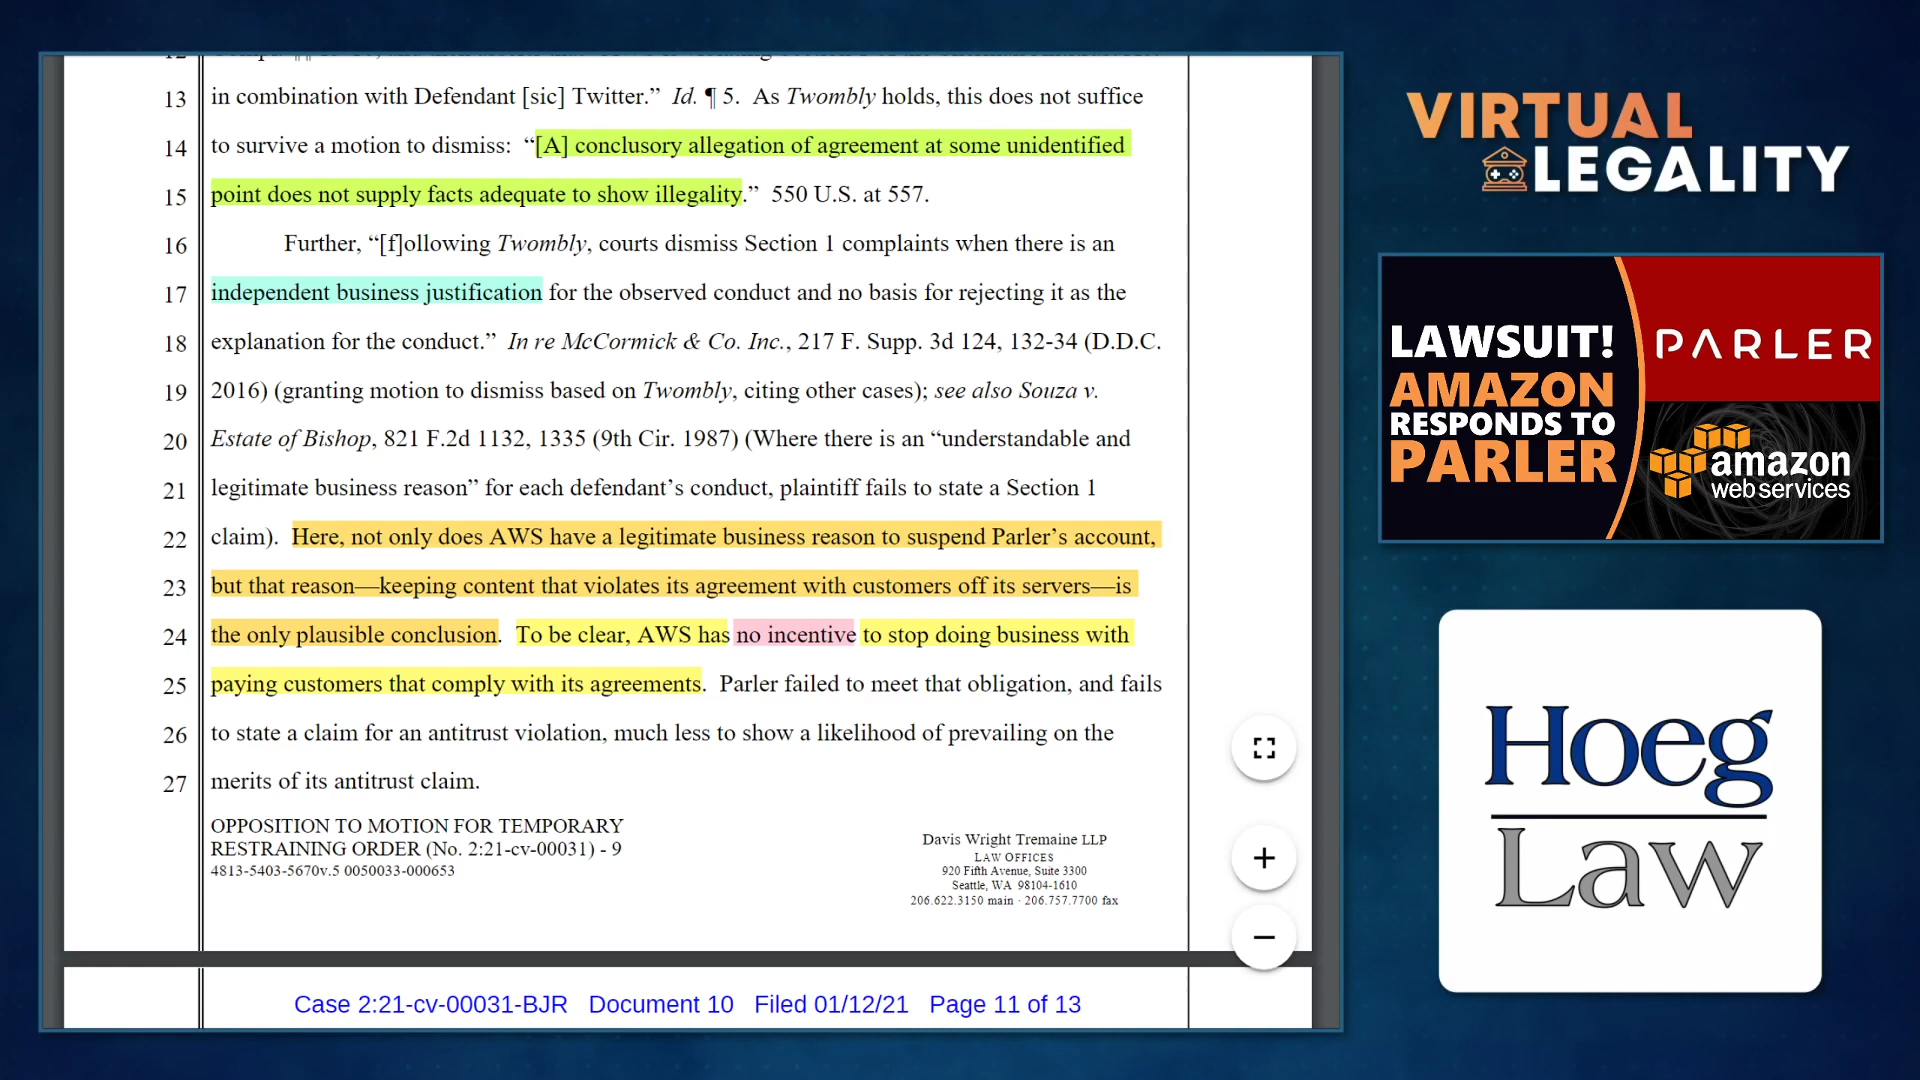 13 in combination with Defendant [sic] Twitter.” Id. ¶ 5. As Twombly holds, this does not suffice
14 to survive a motion to dismiss: “[A] conclusory allegation of agreement at some unidentified
15 point does not supply facts adequate to show illegality.” 550 U.S. at 557.
16 Further, “[f]ollowing Twombly, courts dismiss Section 1 complaints when there is an
17 independent business justification for the observed conduct and no basis for rejecting it as the
18 explanation for the conduct.” In re McCormick & Co. Inc., 217 F. Supp. 3d 124, 132-34 (D.D.C.
19 2016) (granting motion to dismiss based on Twombly, citing other cases); see also Souza v.
20 Estate of Bishop, 821 F.2d 1132, 1335 (9th Cir. 1987) (Where there is an “understandable and
21 legitimate business reason” for each defendant’s conduct, plaintiff fails to state a Section 1
22 claim). Here, not only does AWS have a legitimate business reason to suspend Parler’s account,
23 but that reason—keeping content that violates its agreement with customers off its servers—is
24 the only plausible conclusion. To be clear, AWS has no incentive to stop doing business with
25 paying customers that comply with its agreements. Parler failed to meet that obligation, and fails
26 to state a claim for an antitrust violation, much less to show a likelihood of prevailing on the
27 merits of its antitrust claim.
OPPOSITION TO MOTION FOR TEMPORARY
RESTRAINING ORDER (No. 2:21-cv-00031) - 9
4813-5403-5670v.5 0050033-000653
Davis Wright Tremaine LLP
LAW OFFICES
920 Fifth Avenue, Suite 3300
Seattle, WA 98104-1610
206.622.3150 main · 206.757.7700 fax
Case 2:21-cv-00031-BJR Document 10 Filed 01/12/21 Page 11 of 13
VIRTUAL
LEGALITY
LAWSUIT!
AMAZON
RESPONDS TO
PARLER
PARLER
amazon
webservices
Hoeg
Law